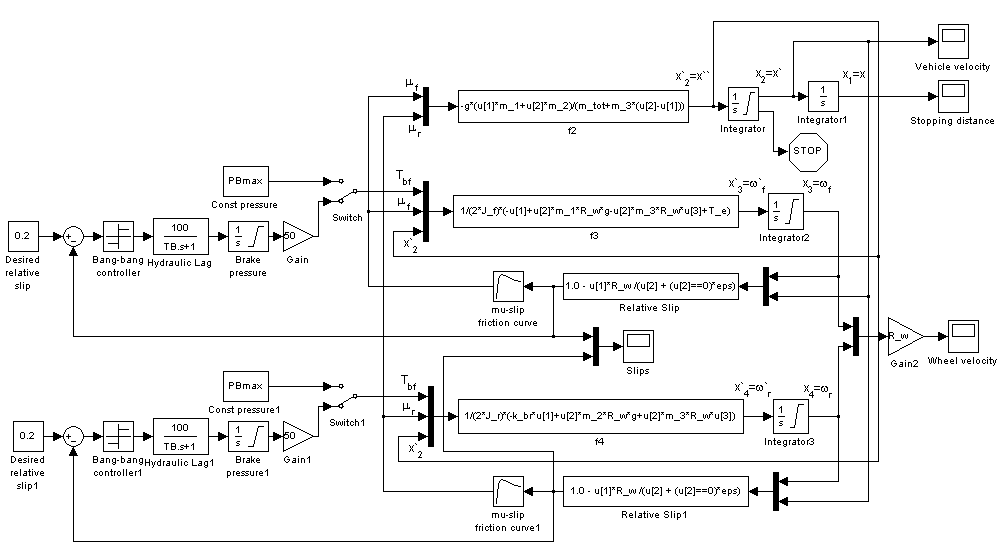 x`2=x``
x2=x`
x1=x
Vehicle velocity
μf
-g*(u[1]*m_1+u[2]*m_2)/(m_tot+m_3*(u[2]-u[1]))
1
s
1
s
μr
f2
Integrator
Integrator1
Stopping distance
STOP
PBmax
Const pressure
Switch
Tbf
μf
x`2
1/(2*J_f)*(-u[1]+u[2]*m_1*R_w*g-u[2]*m_3*R_w*u[3]+T_e)
f3
x`3=ω`f
x3=ωf
1
s
Integrator2
0.2
Desired
relative
slip
+
-
Bang-bang
controller
100
TB.s+1
Hydraulic Lag
1
s
Brake
pressure
50
Gain
mu-slip
friction curve
1.0 - u[1]*R_w/(u[2] + (u[2]==0)*eps)
Relative Slip
Slips
R_w
Gain2
Wheel velocity
PBmax
Const pressure1
Switch1
Tbf
μr
x`2
1/(2*J_r)*(-k_br*u[1]+u[2]*m_2*R_w*g+u[2]*m_3*R_w*u[3])
f4
x`4=ω`r
x4=ωr
1
s
Integrator3
0.2
Desired
relative
slip1
+
-
Bang-bang
controller1
100
TB.s+1
Hydraulic Lag1
1
s
Brake
pressure1
50
Gain1
mu-slip
friction curve1
1.0 - u[1]*R_w/(u[2] + (u[2]==0)*eps)
Relative Slip1